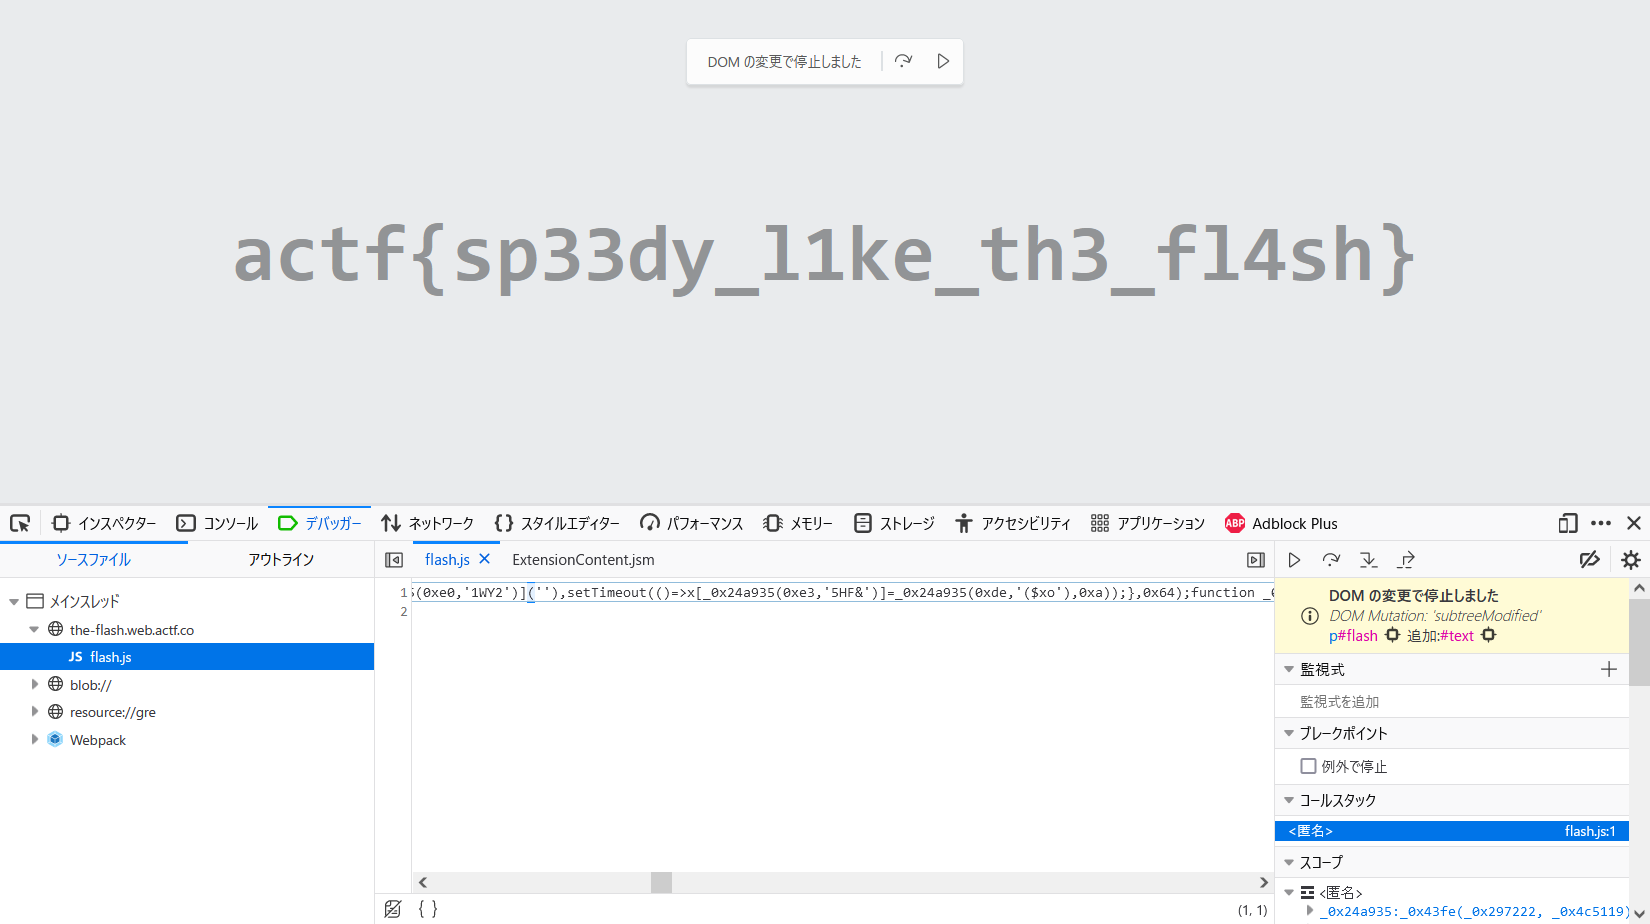 DOM の変更で停止しました
actf{sp33dy_l1ke_th3_fl4sh}
インスペクター コンソール デバッガー ネットワーク スタイルエディター パフォーマンス メモリー ストレージ アクセシビリティ アプリケーション ABP Adblock Plus
ソースファイル アウトライン
flash.js ExtensionContent.jsm
メインスレッド
the-flash.web.actf.co
JS flash.js
blob://
resource://gre
Webpack
1 (0xe0,'1WY2')](''),setTimeout(()=>x[_0x24a935(0xe3,'5HF&')]=_0x24a935(0xde,'($xo'),0xa));},0x64);function
2
{ }
(1, 1)
DOM の変更で停止しました
DOM Mutation: 'subtreeModified'
p#flash 追加:#text
監視式
監視式を追加
ブレークポイント
例外で停止
コールスタック
<匿名> flash.js:1
スコープ
<匿名>
_0x24a935:_0x43fe(_0x297222, _0x4c5119)